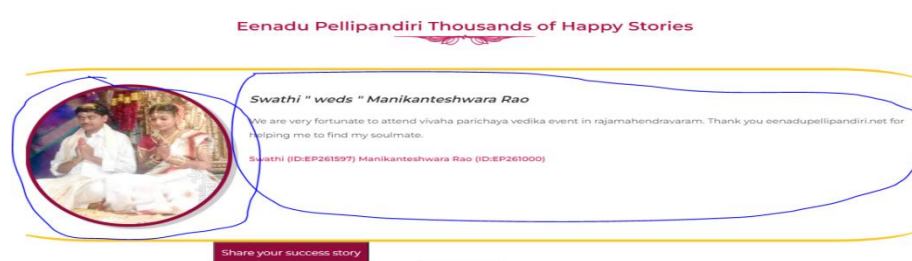 Eenadu Pellipandiri Thousands of Happy Stories
Swathi " weds " Manikanteshwara Rao
We are very fortunate to attend vivaha parichaya vedika event in rajamahendravaram. Thank you eenadupellipandiri.net for
helping me to find my soulmate.
Swathi (ID:EP261597) Manikanteshwara Rao (ID:EP261000)
Share your success story